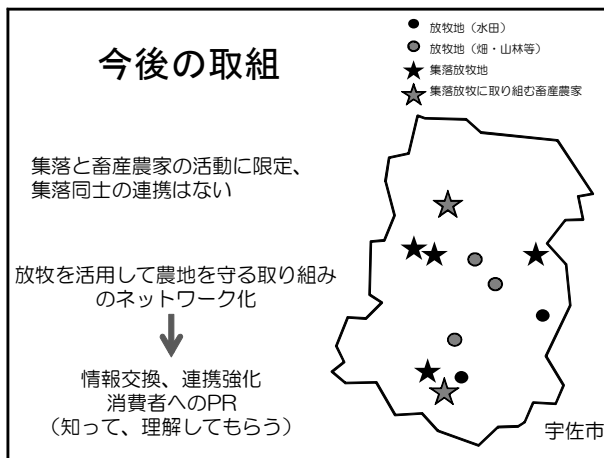 今後の取組
放牧地（水田）
放牧地（畑・山林等）
集落放牧地
集落放牧に取り組む畜産農家
集落と畜産農家の活動に限定、
集落同士の連携はない
放牧を活用して農地を守る取り組み
のネットワーク化
情報交換、連携強化
消費者へのPR
（知って、理解してもらう）
宇佐市